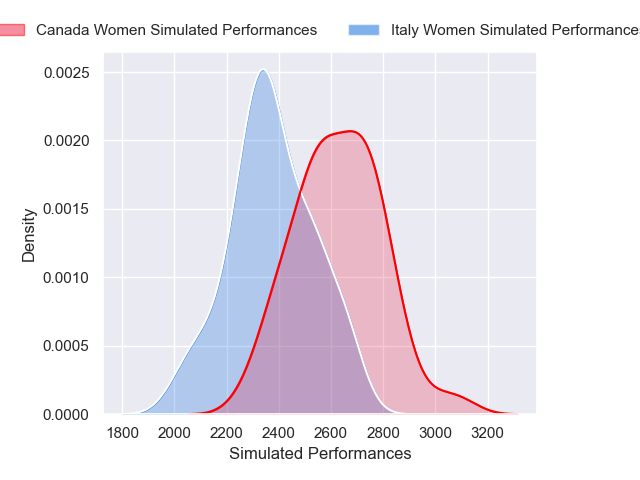 Canada Women Simulated Performances Italy Women Simulated Performances
0.0025
0.0020
0.0015
0.0010
0.0005
0.0000
Density
1800 2000 2200 2400 2600 2800 3000 3200
Simulated Performances